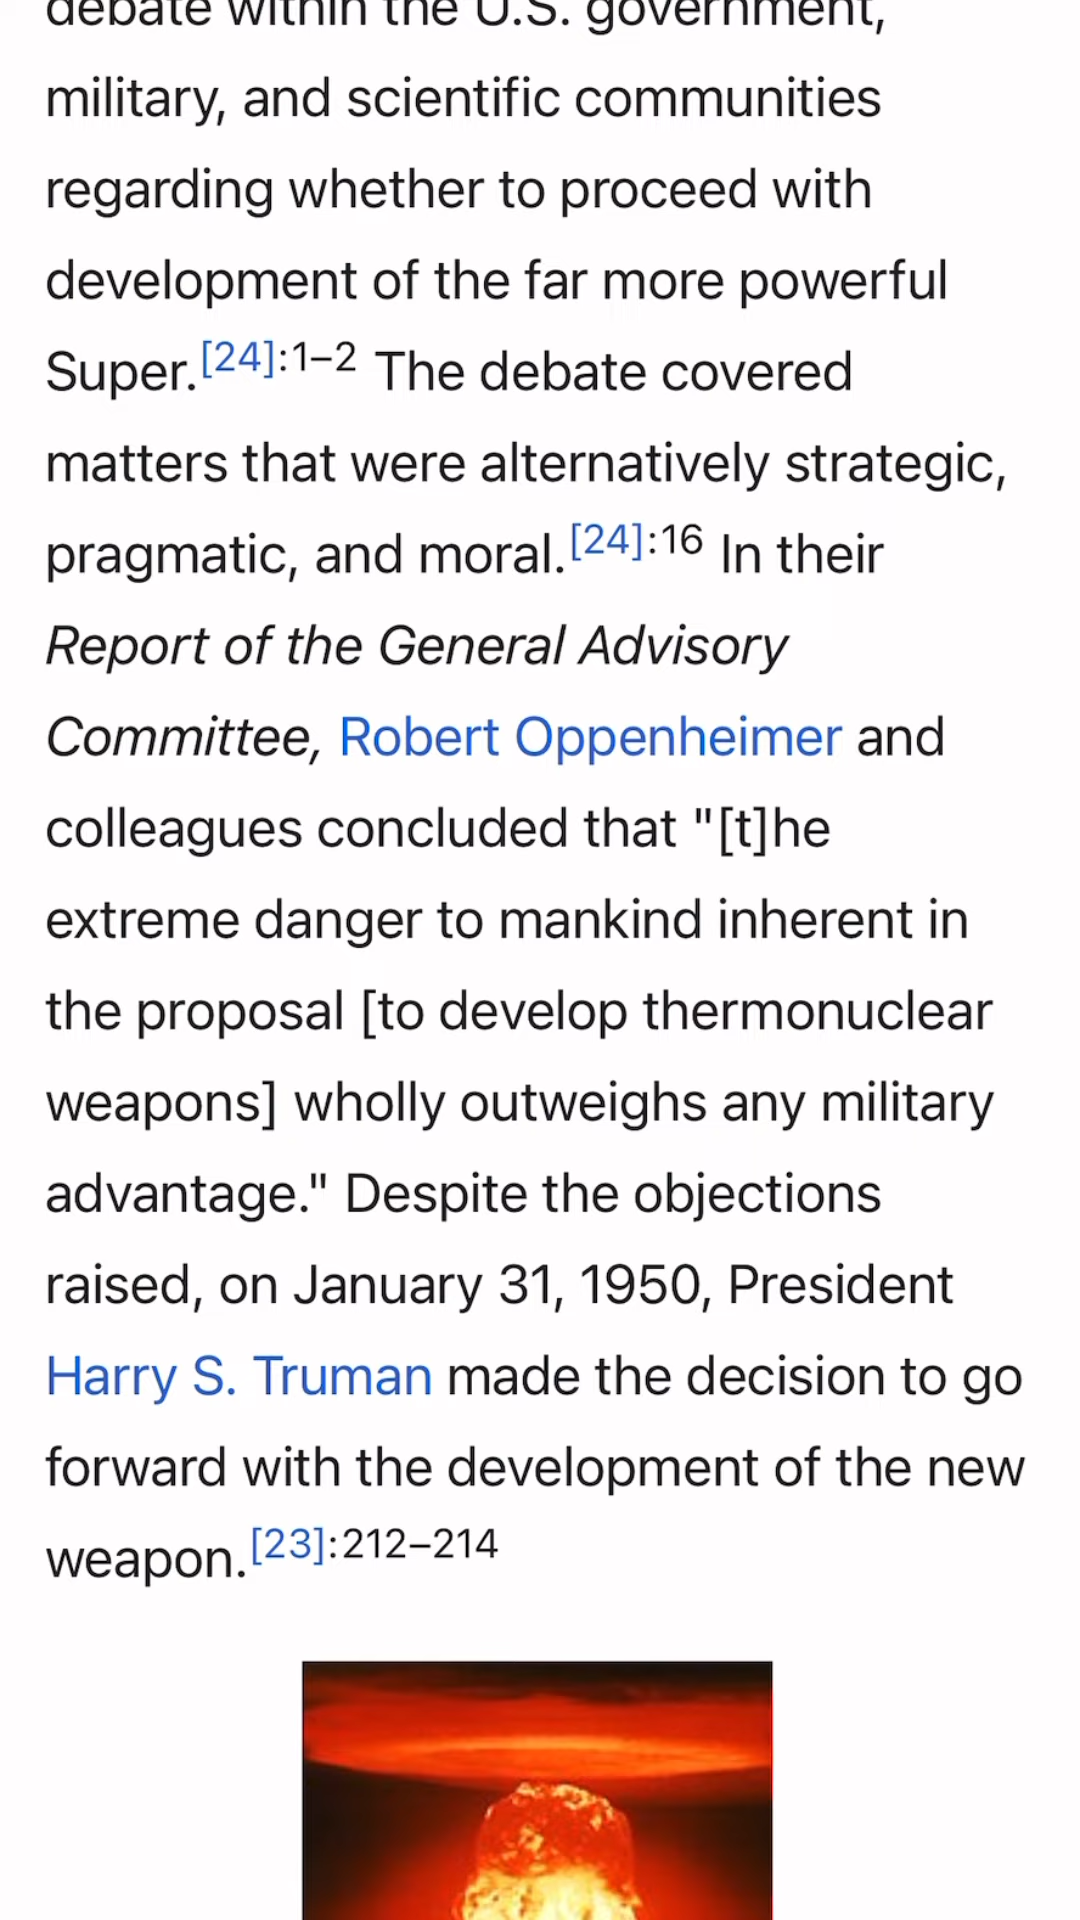 debate within the U.S. government,
military, and scientific communities
regarding whether to proceed with
development of the far more powerful
Super.[24]:1–2 The debate covered
matters that were alternatively strategic,
pragmatic, and moral.[24]:16 In their
Report of the General Advisory
Committee, Robert Oppenheimer and
colleagues concluded that "[t]he
extreme danger to mankind inherent in
the proposal [to develop thermonuclear
weapons] wholly outweighs any military
advantage." Despite the objections
raised, on January 31, 1950, President
Harry S. Truman made the decision to go
forward with the development of the new
weapon.[23]:212–214